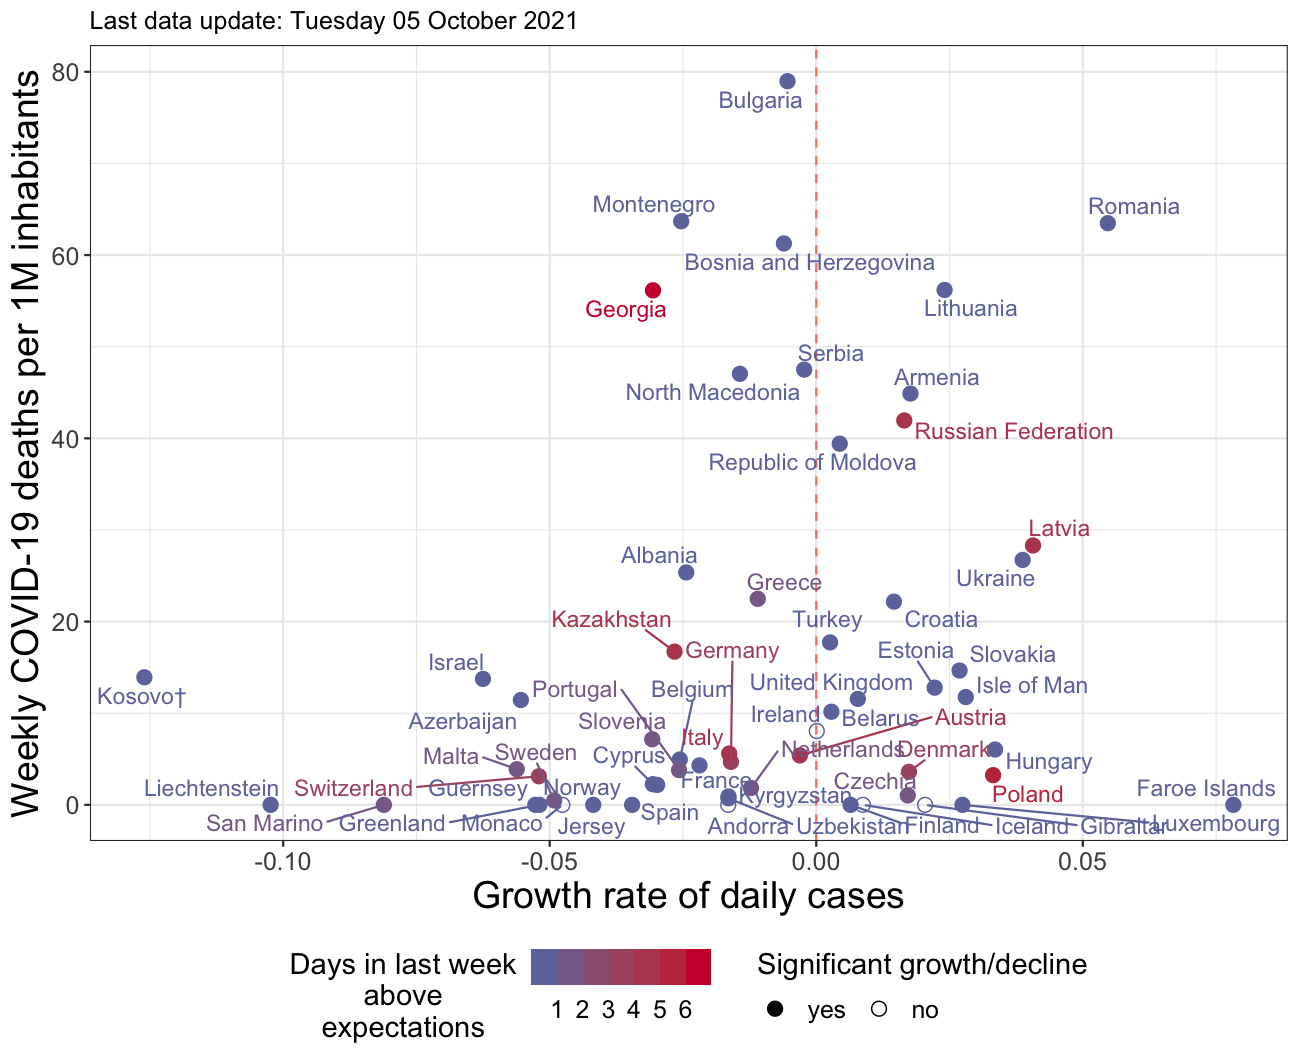 Last data update: Tuesday 05 October 2021
Weekly COVID-19 deaths per 1M inhabitants
80
60
40
20
0
Bulgaria
Montenegro
Romania
Bosnia and Herzegovina
Georgia
Lithuania
Serbia
North Macedonia
Armenia
Russian Federation
Republic of Moldova
Latvia
Albania
Ukraine
Greece
Kazakhstan
Turkey
Croatia
Germany
Estonia
Slovakia
Israel
Kosovo†
Portugal
Belgium
United Kingdom
Isle of Man
Azerbaijan
Slovenia
Ireland
Belarus
Austria
Italy
Malta
Sweden
Cyprus
Netherlands
Denmark
Hungary
Liechtenstein
Switzerland
Guernsey
Norway
France
Kyrgyzstan
Czechia
Poland
Faroe Islands
San Marino
Greenland
Monaco
Jersey
Spain
Andorra
Uzbekistan
Finland
Iceland
Gibraltar
Luxembourg
-0.10
-0.05
0.00
0.05
Growth rate of daily cases
Days in last week
above
expectations
1 2 3 4 5 6
Significant growth/decline
yes
no